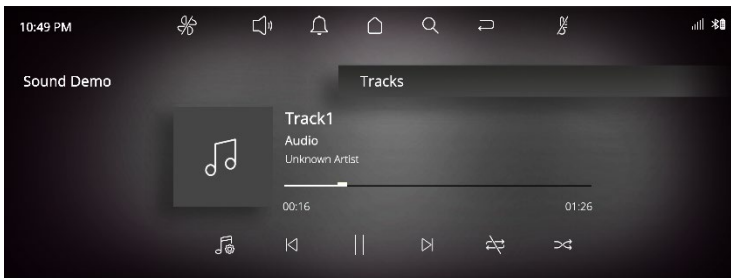 10:49 PM
Sound Demo
Tracks
Track1
Audio
Unknown Artist
00:16
01:26